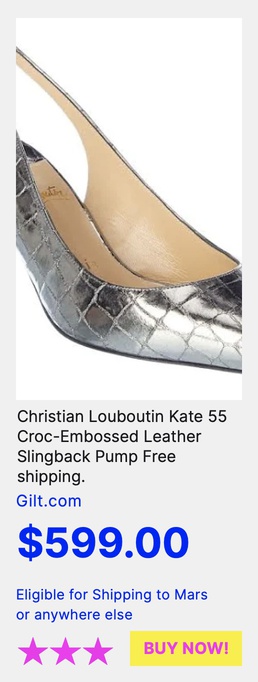 Christian Louboutin Kate 55
Croc-Embossed Leather
Slingback Pump Free
shipping.
Gilt.com
$599.00
Eligible for Shipping to Mars
or anywhere else
BUY NOW!